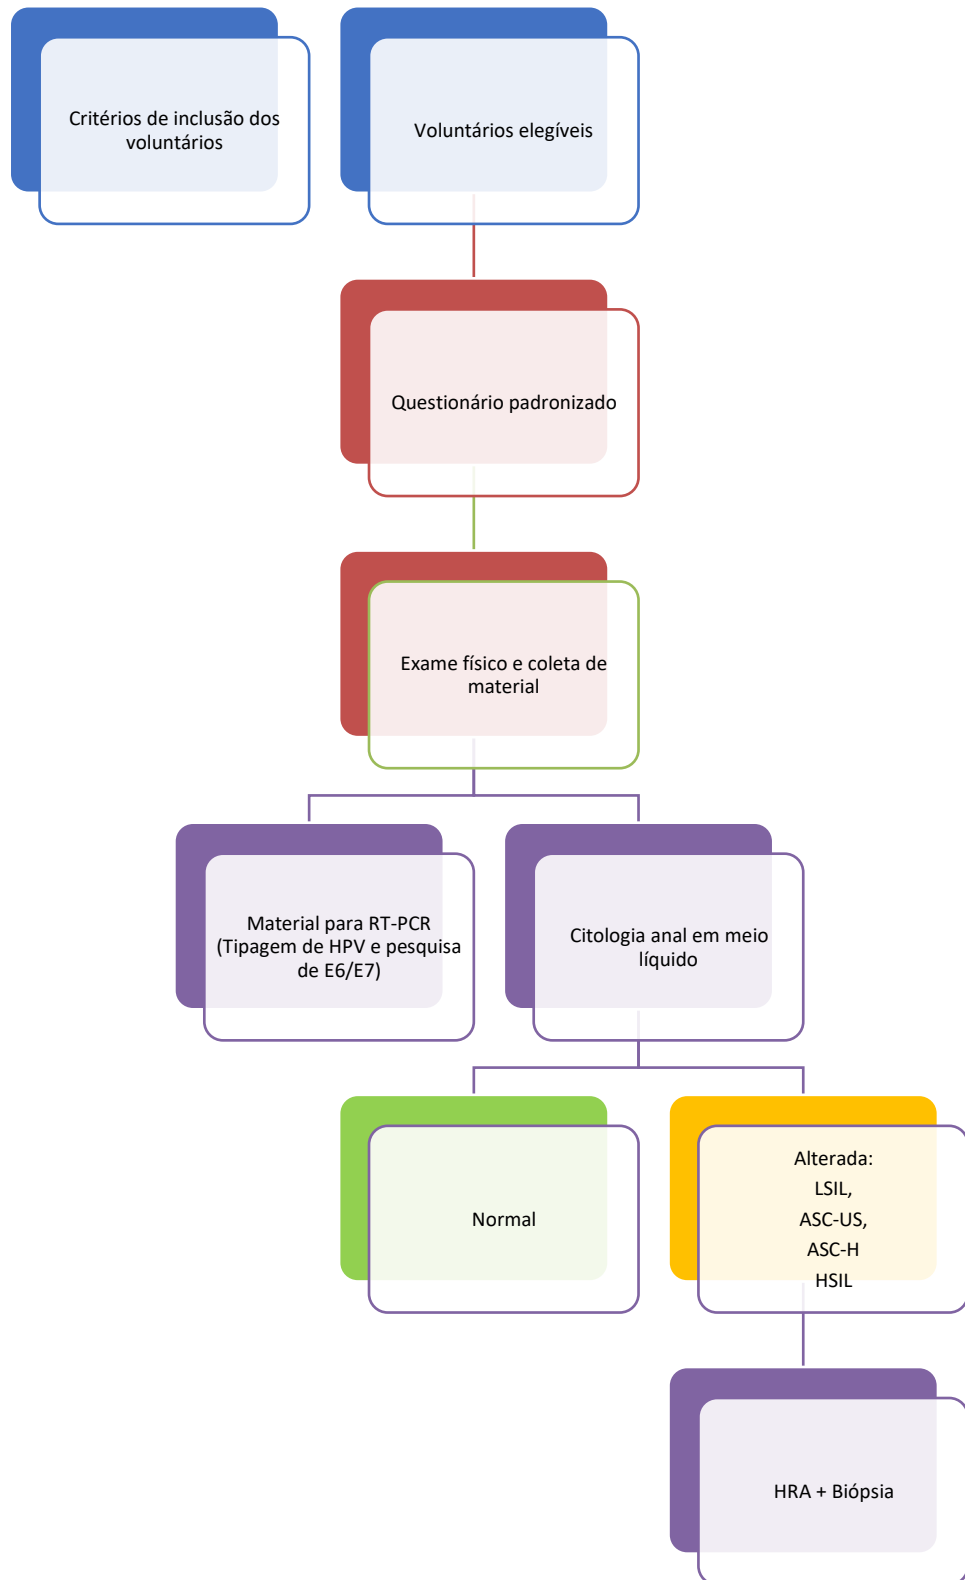 Critérios de inclusão dos
voluntários
Voluntários elegíveis
Questionário padronizado
Exame físico e coleta de
material
Material para RT-PCR
(Tipagem de HPV e pesquisa
de E6/E7)
Citologia anal em meio
líquido
Normal
Alterada:
LSIL,
ASC-US,
ASC-H
HSIL
HRA + Biópsia